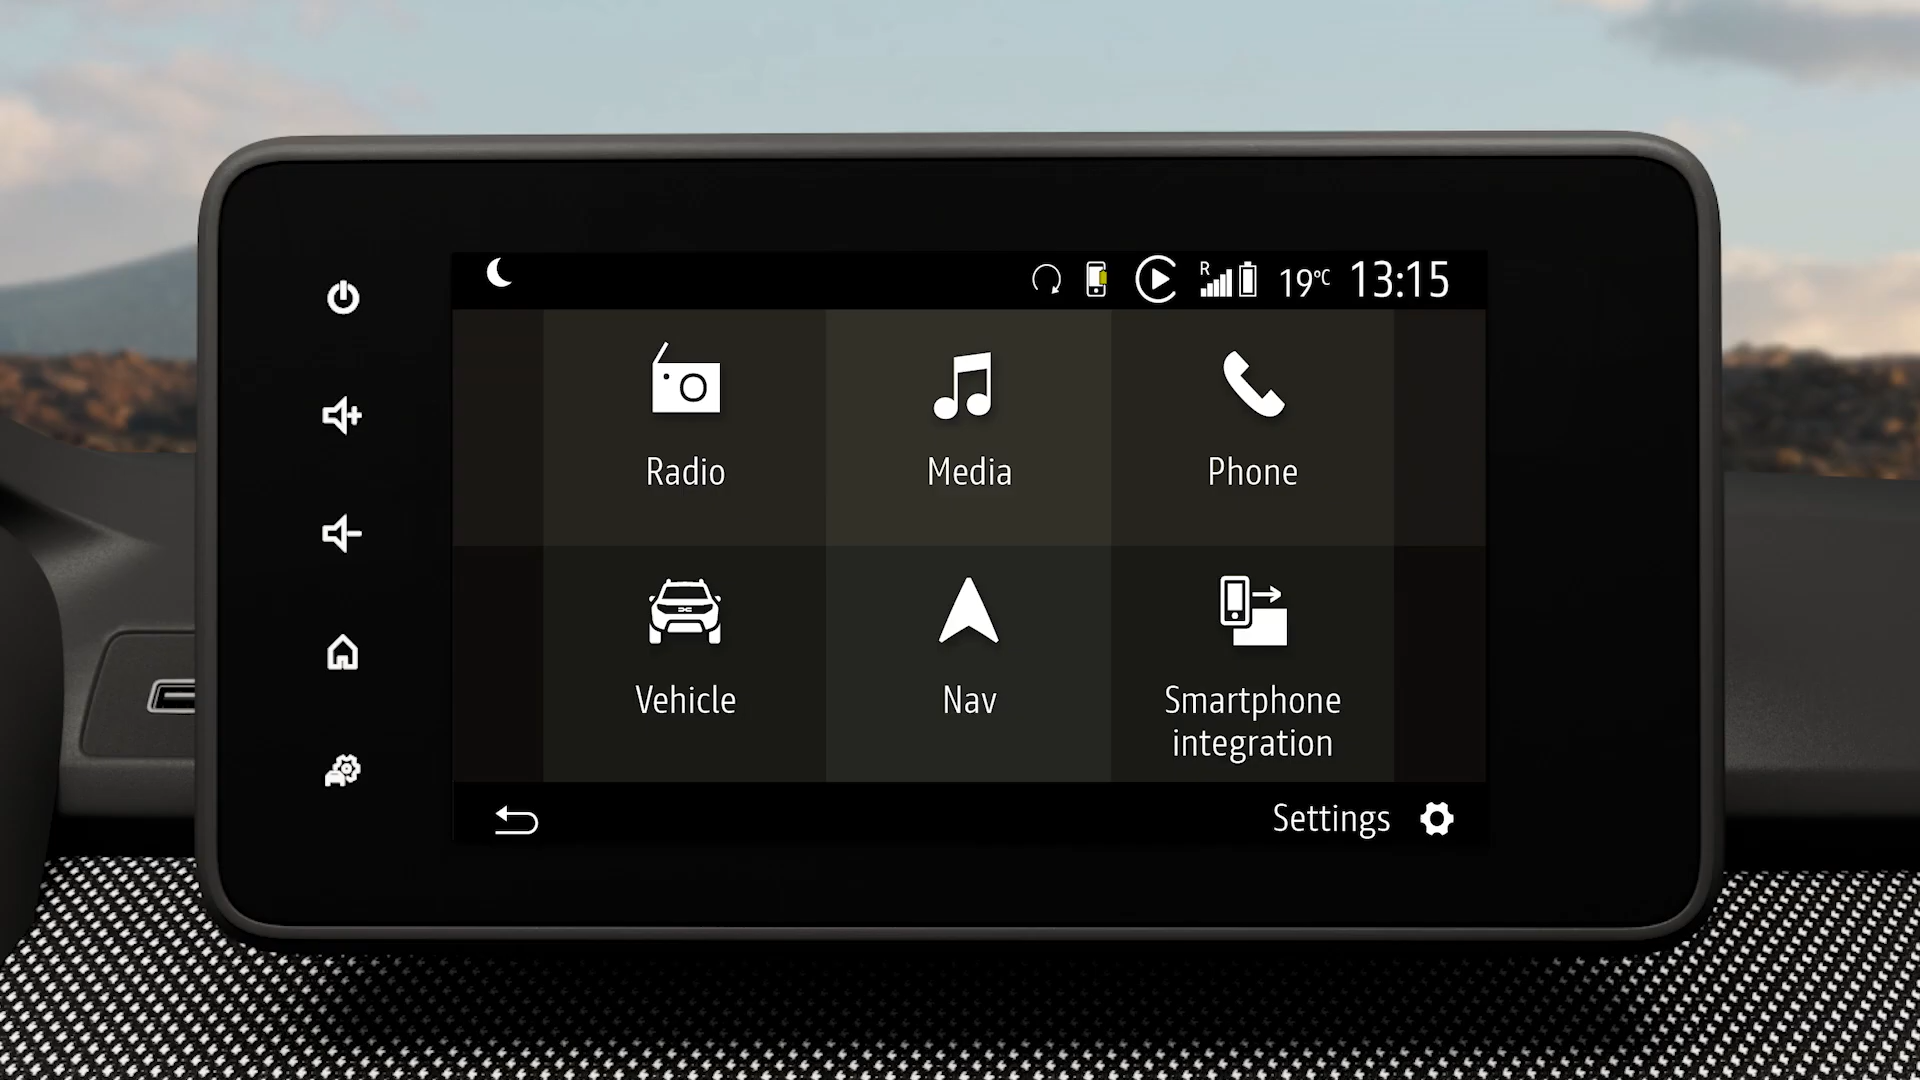 R
19°C 13:15
Radio
Media
Phone
Vehicle
Nav
Smartphone
integration
Settings